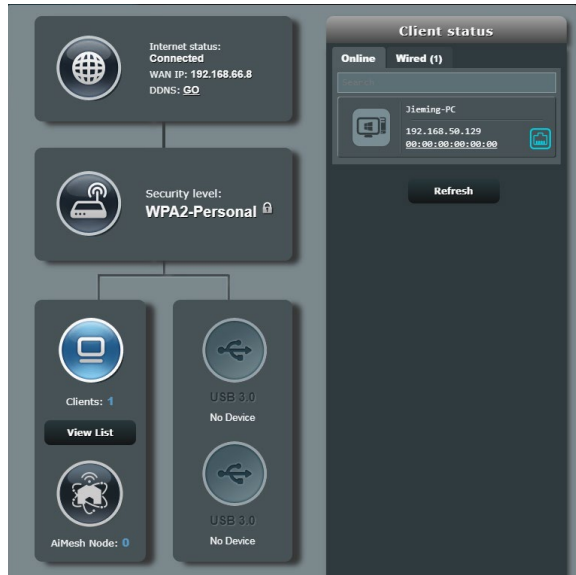 Internet status:
Connected
WAN IP: 192.168.66.8
DDNS: GO
Security level:
WPA2-Personal
Clients: 1
View List
AiMesh Node: 0
USB 3.0
No Device
USB 3.0
No Device
Client status
Online
Wired (1)
Search
Jieming-PC
192.168.50.129
00:00:00:00:00:00
Refresh